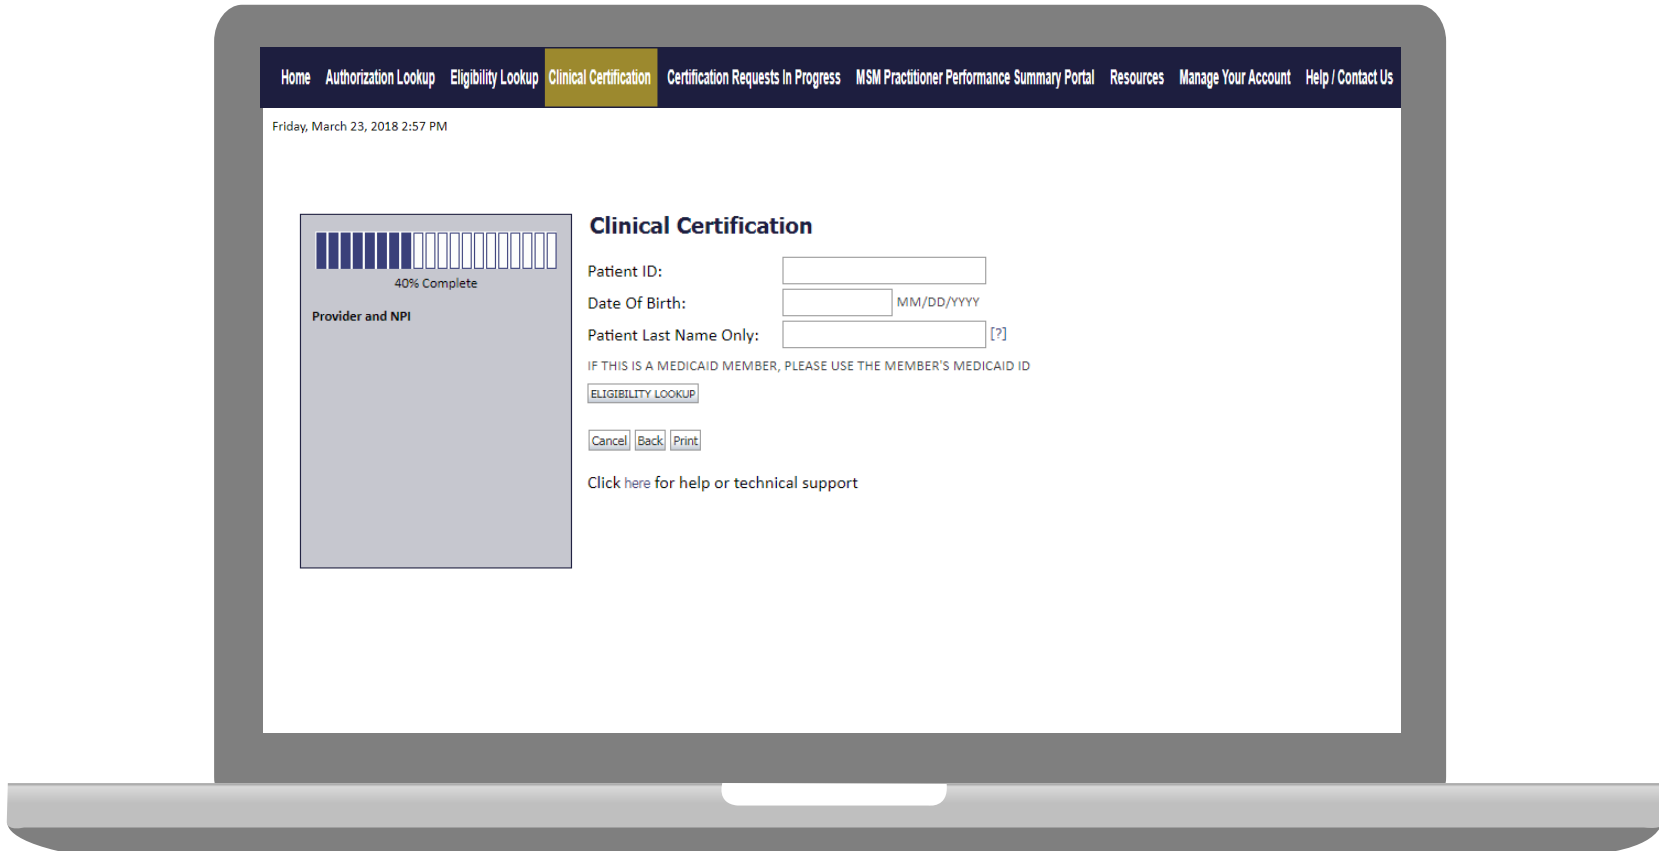 Home Authorization Lookup Eligibility Lookup Clinical Certification Certification Requests In Progress MSM Practitioner Performance Summary Portal Resources Manage Your Account Help / Contact Us
Friday, March 23, 2018 2:57 PM
40% Complete
Provider and NPI
Clinical Certification
Patient ID:
Date Of Birth: MM/DD/YYYY
Patient Last Name Only: [?]
IF THIS IS A MEDICAID MEMBER, PLEASE USE THE MEMBER'S MEDICAID ID
ELIGIBILITY LOOKUP
Cancel Back Print
Click here for help or technical support